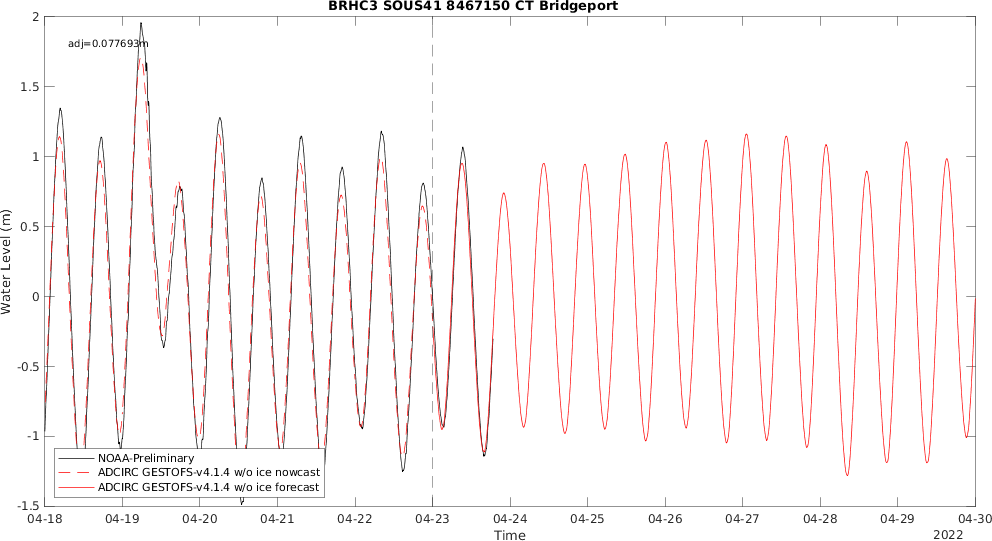 BRHC3 SOUS41 8467150 CT Bridgeport
adj=0.077693m
Water Level (m)
2
1.5
1
0.5
0
-0.5
-1
-1.5
NOAA-Preliminary
ADCIRC GESTOFS-v4.1.4 w/o ice nowcast
ADCIRC GESTOFS-v4.1.4 w/o ice forecast
04-18 04-19 04-20 04-21 04-22 04-23 04-24 04-25 04-26 04-27 04-28 04-29 04-30
Time
2022